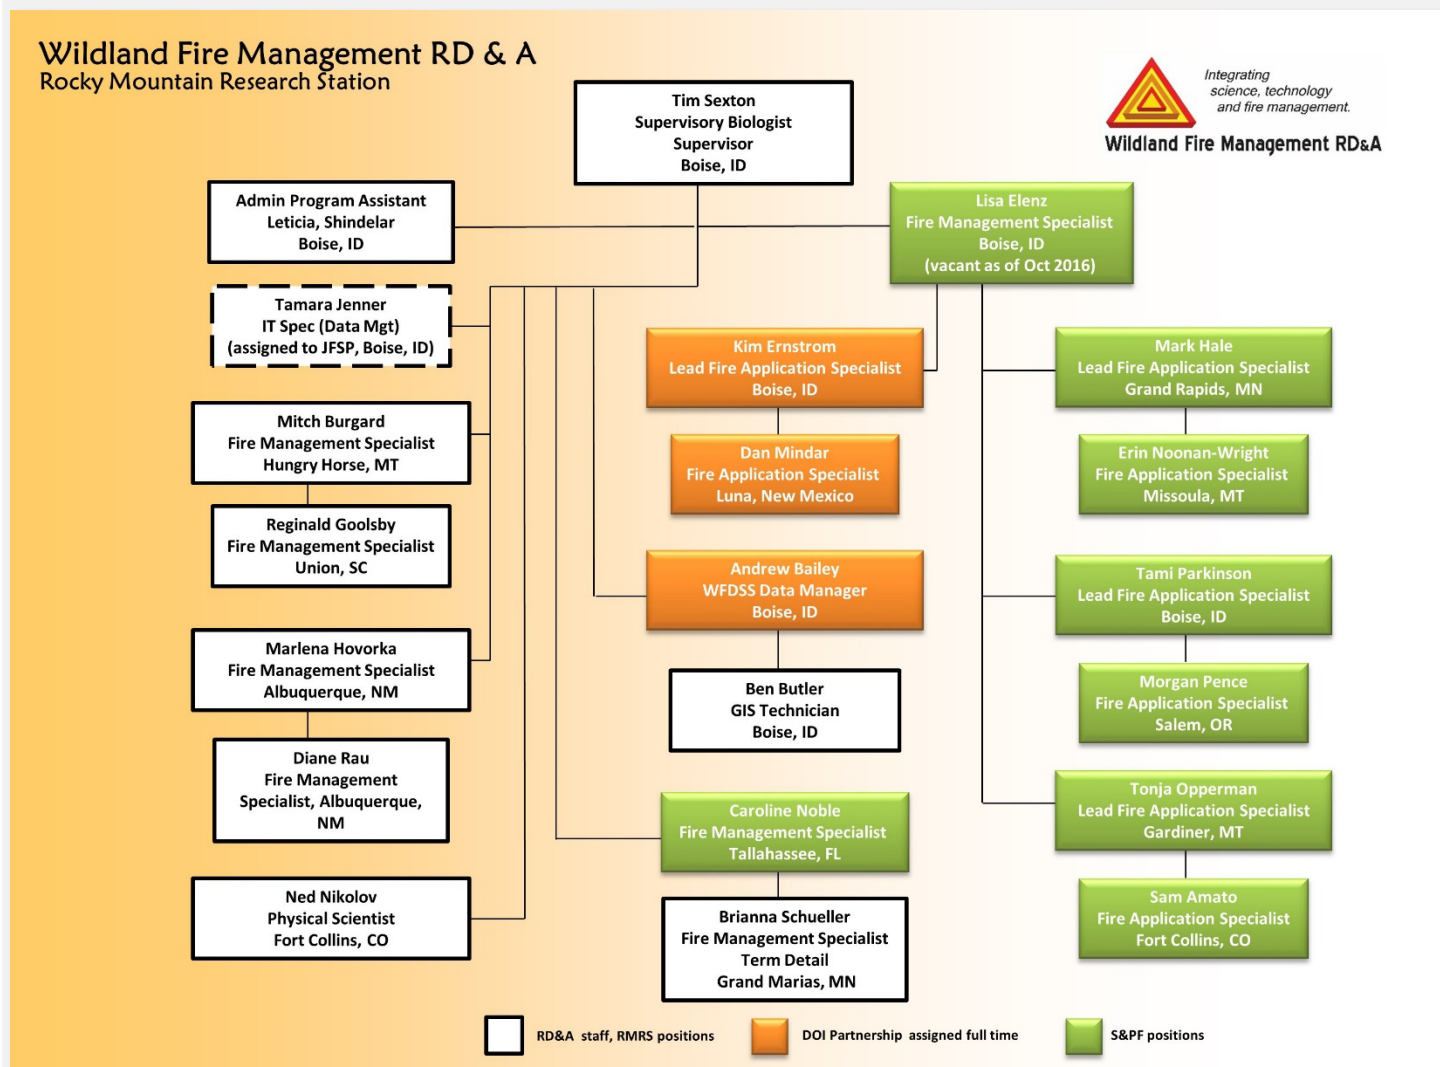 Wildland Fire Management RD & A
Rocky Mountain Research Station
Integrating
science, technology
and fire management.
Wildland Fire Management RD&A
Tim Sexton
Supervisory Biologist
Supervisor
Boise, ID
Admin Program Assistant
Leticia, Shindelar
Boise, ID
Lisa Elenz
Fire Management Specialist
Boise, ID
(vacant as of Oct 2016)
Tamara Jenner
IT Spec (Data Mgt)
(assigned to JFSP, Boise, ID)
Mitch Burgard
Fire Management Specialist
Hungry Horse, MT
Reginald Goolsby
Fire Management Specialist
Union, SC
Marlena Hovorka
Fire Management Specialist
Albuquerque, NM
Diane Rau
Fire Management
Specialist, Albuquerque,
NM
Ned Nikolov
Physical Scientist
Fort Collins, CO
Kim Ernstrom
Lead Fire Application Specialist
Boise, ID
Dan Mindar
Fire Application Specialist
Luna, New Mexico
Andrew Bailey
WFDSS Data Manager
Boise, ID
Ben Butler
GIS Technician
Boise, ID
Caroline Noble
Fire Management Specialist
Tallahassee, FL
Brianna Schueller
Fire Management Specialist
Term Detail
Grand Marias, MN
Mark Hale
Lead Fire Application Specialist
Grand Rapids, MN
Erin Noonan-Wright
Fire Application Specialist
Missoula, MT
Tami Parkinson
Lead Fire Application Specialist
Boise, ID
Morgan Pence
Fire Application Specialist
Salem, OR
Tonja Opperman
Lead Fire Application Specialist
Gardiner, MT
Sam Amato
Fire Application Specialist
Fort Collins, CO
RD&A staff, RMRS positions
DOI Partnership assigned full time
S&PF positions